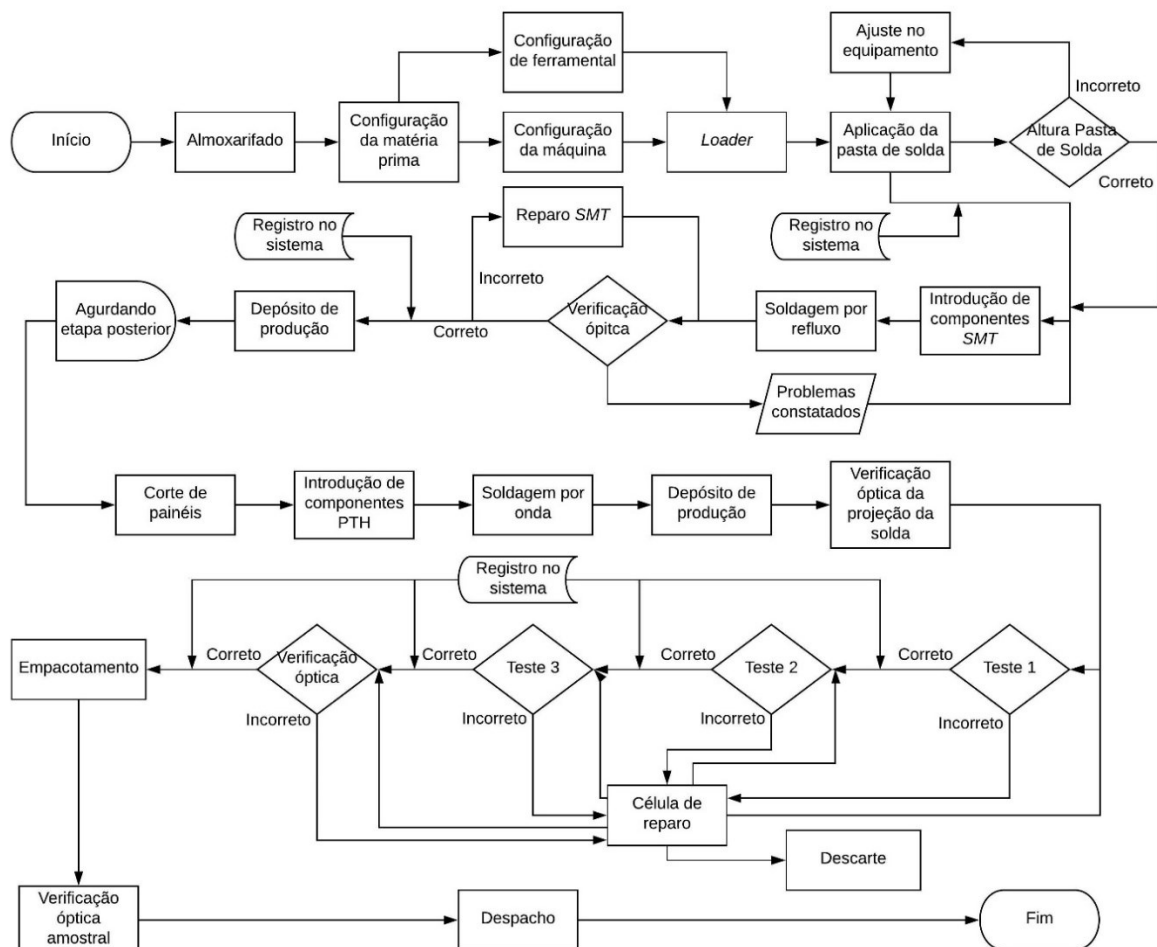 Configuração
de ferramental
Ajuste no
equipamento
Incorreto
Início
Almoxarifado
Configuração
da matéria
prima
Configuração
da máquina
Loader
Aplicação da
pasta de solda
Altura Pasta
de Solda
Correto
Registro no
sistema
Reparo SMT
Registro no
sistema
Incorreto
Agurdando
etapa posterior
Depósito de
produção
Correto
Verificação
ópitca
Soldagem por
refluxo
Introdução de
componentes
SMT
Problemas
constatados
Corte de
painéis
Introdução de
componentes
PTH
Soldagem por
onda
Depósito de
produção
Verificação
óptica da
projeção da
solda
Registro no
sistema
Empacotamento
Correto
Verificação
óptica
Correto
Teste 3
Correto
Teste 2
Correto
Teste 1
Incorreto
Incorreto
Incorreto
Incorreto
Célula de
reparo
Descarte
Verificação
óptica
amostral
Despacho
Fim